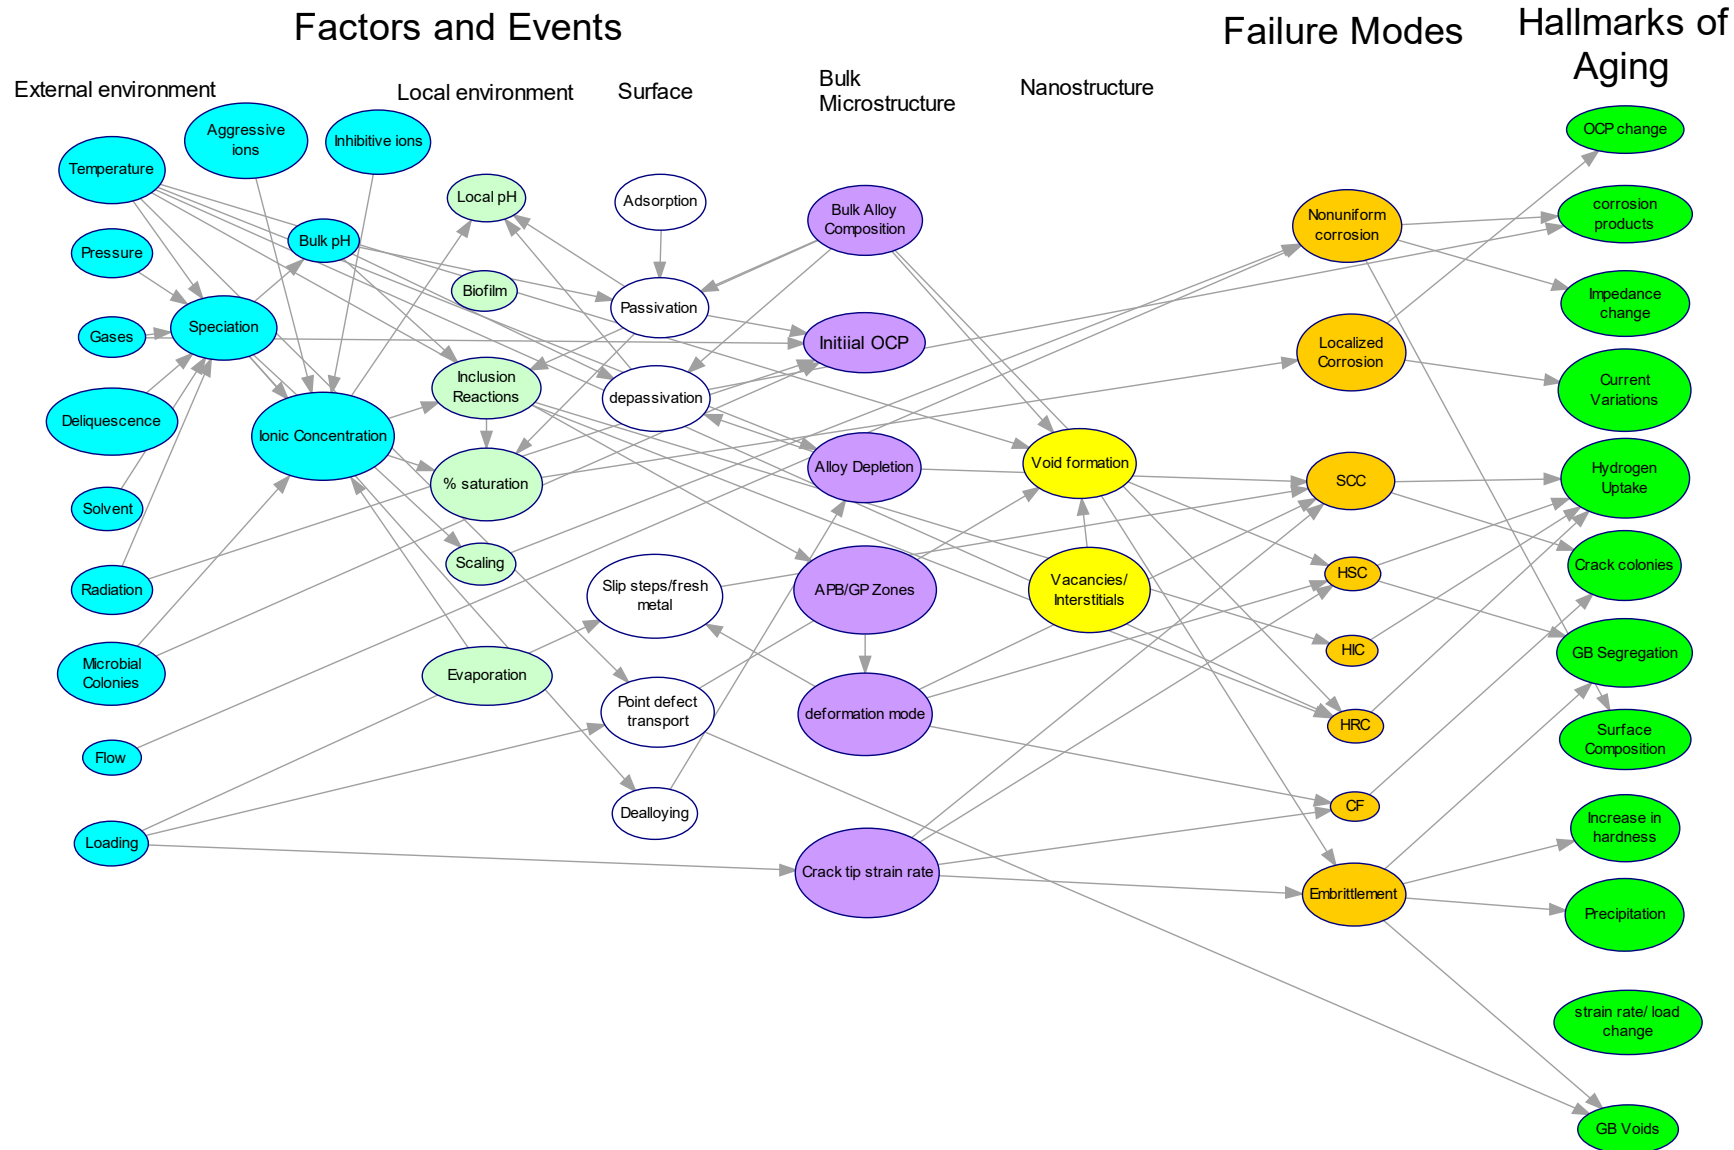 Factors and Events
Failure Modes
Hallmarks of
Aging
External environment
Local environment
Surface
Bulk
Microstructure
Nanostructure
Temperature
Aggressive
ions
Inhibitive ions
Pressure
Bulk pH
Gases
Speciation
Deliquescence
Ionic Concentration
Solvent
Radiation
Microbial
Colonies
Flow
Loading
Local pH
Biofilm
Inclusion
Reactions
% saturation
Scaling
Evaporation
Adsorption
Passivation
depassivation
Slip steps/fresh
metal
Point defect
transport
Dealloying
Bulk Alloy
Composition
Initiial OCP
Alloy Depletion
APB/GP Zones
deformation mode
Crack tip strain rate
Void formation
Vacancies/
Interstitials
Nonuniform
corrosion
Localized
Corrosion
SCC
HSC
HIC
HRC
CF
Embrittlement
OCP change
corrosion
products
Impedance
change
Current
Variations
Hydrogen
Uptake
Crack colonies
GB Segregation
Surface
Composition
Increase in
hardness
Precipitation
strain rate/ load
change
GB Voids